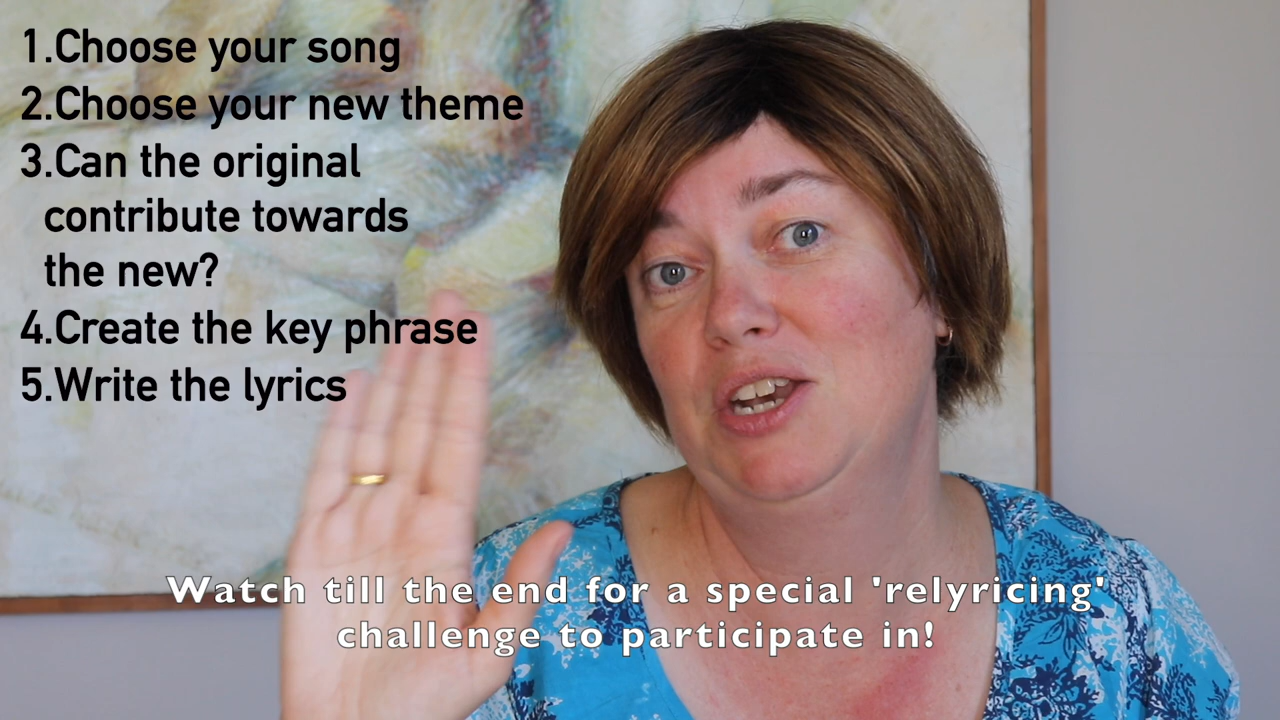 1.Choose your song
2.Choose your new theme
3.Can the original
contribute towards
the new?
4.Create the key phrase
5.Write the lyrics
Watch till the end for a special 'relyricing'
challenge to participate in!